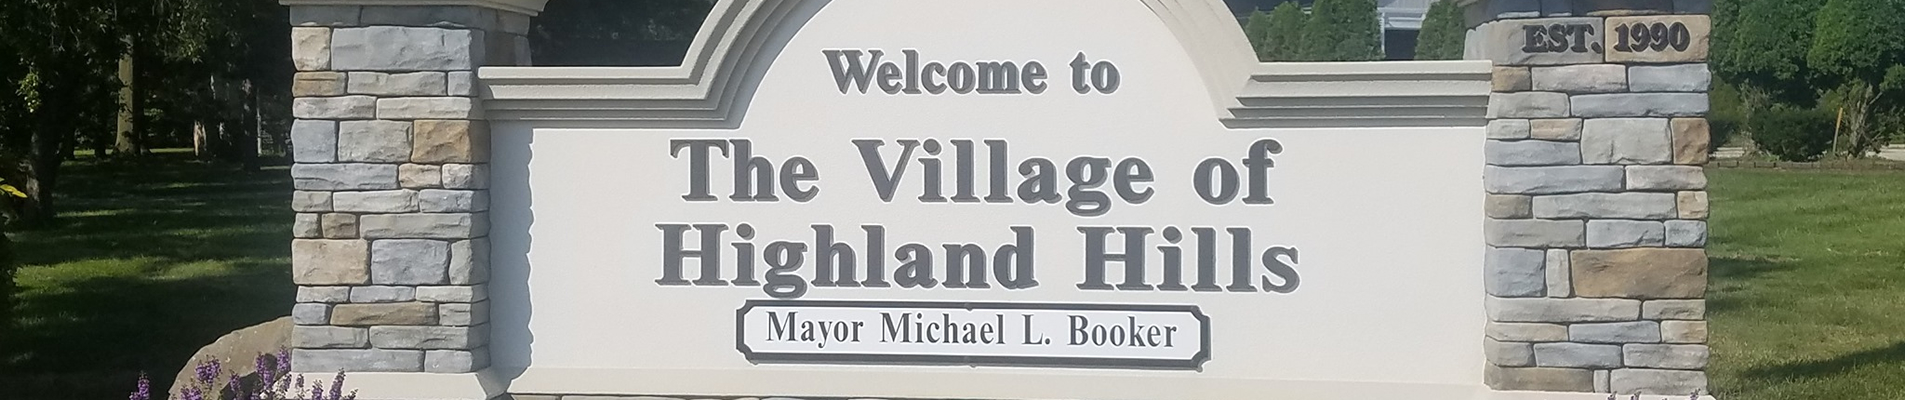 EST. 1990
Welcome to
The Village of
Highland Hills
Mayor Michael L. Booker